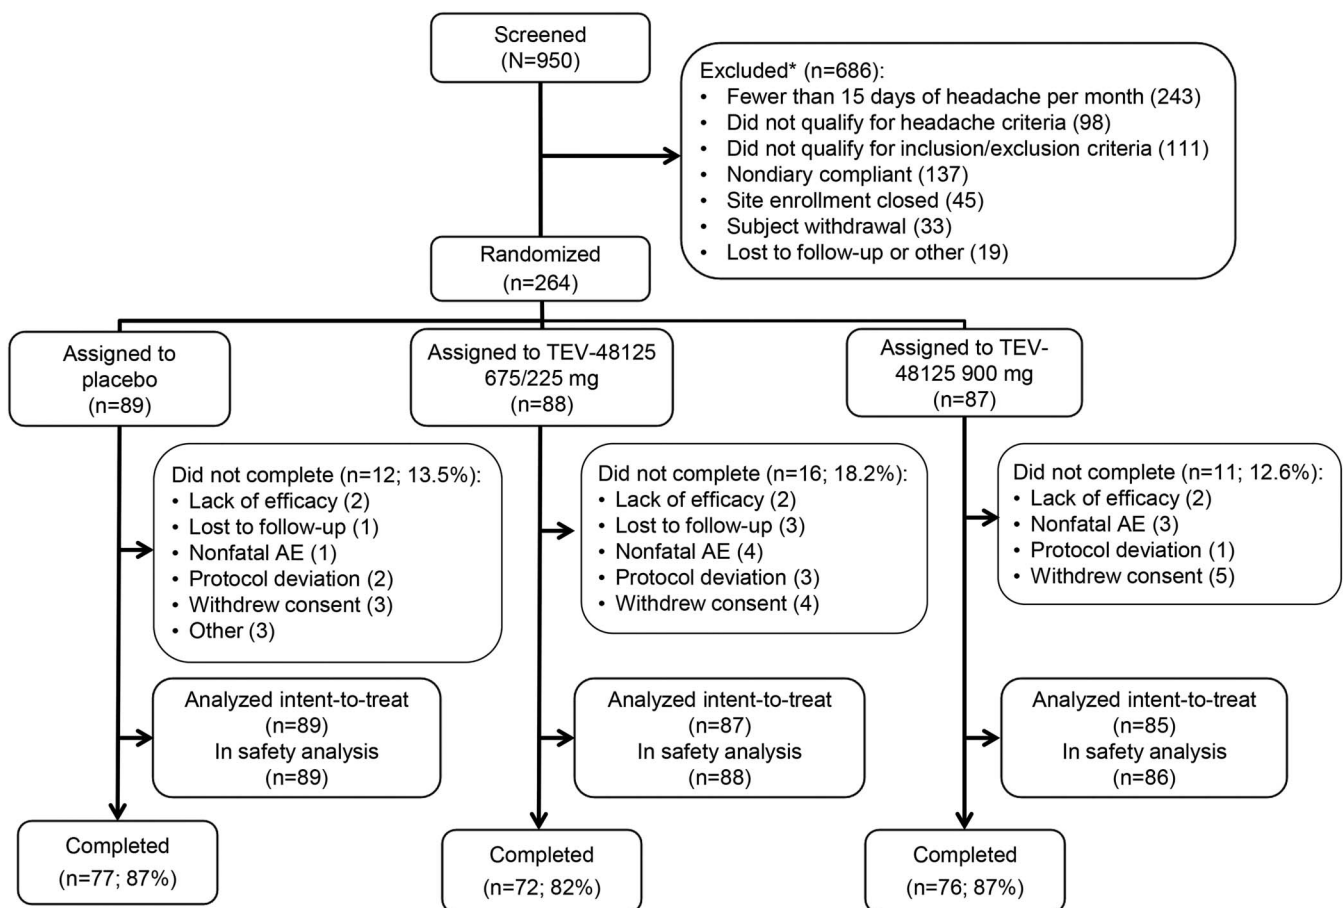 Screened
(N=950)
Excluded* (n=686):
• Fewer than 15 days of headache per month (243)
• Did not qualify for headache criteria (98)
• Did not qualify for inclusion/exclusion criteria (111)
• Nondiary compliant (137)
• Site enrollment closed (45)
• Subject withdrawal (33)
• Lost to follow-up or other (19)
Randomized
(n=264)
Assigned to
placebo
(n=89)
Assigned to TEV-48125
675/225 mg
(n=88)
Assigned to TEV-
48125 900 mg
(n=87)
Did not complete (n=12; 13.5%):
• Lack of efficacy (2)
• Lost to follow-up (1)
• Nonfatal AE (1)
• Protocol deviation (2)
• Withdrew consent (3)
• Other (3)
Did not complete (n=16; 18.2%):
• Lack of efficacy (2)
• Lost to follow-up (3)
• Nonfatal AE (4)
• Protocol deviation (3)
• Withdrew consent (4)
Did not complete (n=11; 12.6%):
• Lack of efficacy (2)
• Nonfatal AE (3)
• Protocol deviation (1)
• Withdrew consent (5)
Analyzed intent-to-treat
(n=89)
In safety analysis
(n=89)
Analyzed intent-to-treat
(n=87)
In safety analysis
(n=88)
Analyzed intent-to-treat
(n=85)
In safety analysis
(n=86)
Completed
(n=77; 87%)
Completed
(n=72; 82%)
Completed
(n=76; 87%)